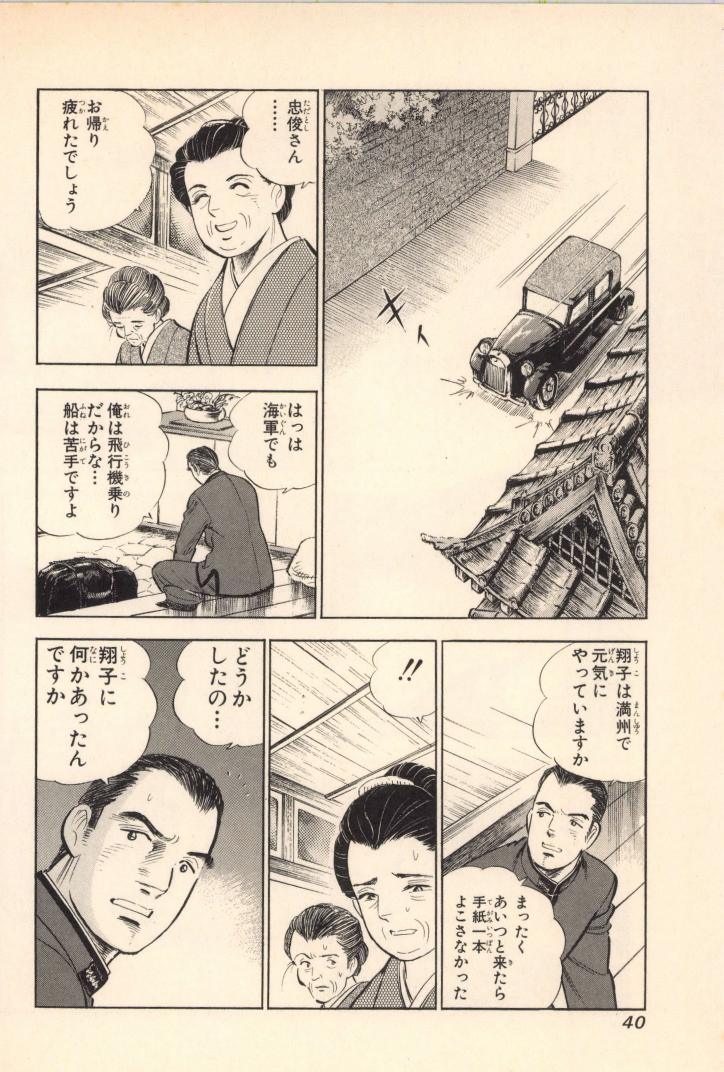 キイ
忠俊さん
……
お帰り
疲れたでしょう
はっは
海軍でも
俺は飛行機乗り
だからな…
船は苦手ですよ
翔子は満州で
元気に
やっていますか
まったく
あいつと来たら
手紙一本
よこさなかった
!!
どうか
したの…
翔子に
何かあったん
ですか
40